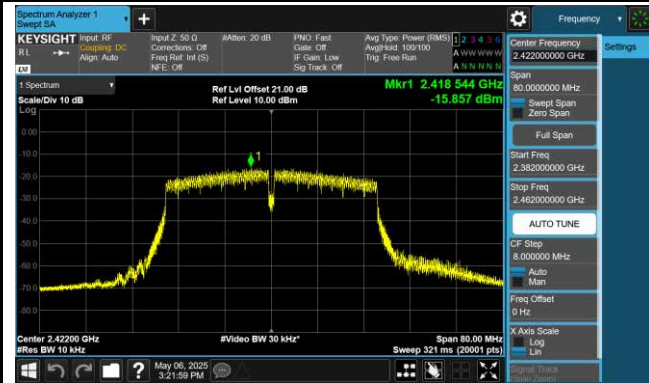 Spectrum Analyzer 1
Swept SA
Frequency
KEYSIGHT
Input: RF
Coupling: DC
Align: Auto
Input Z: 50 Ω
Corrections: Off
Freq Ref: Int (S)
NFE: Off
#Atten: 20 dB
PNO: Fast
Gate: Off
IF Gain: Low
Sig Track: Off
Avg Type: Power (RMS)
Avg|Hold: 100/100
Trig: Free Run
1 2 3 4 5 6
A W W W W W
A N N N N N
RL
LXI
1 Spectrum
Scale/Div 10 dB
Ref Lvl Offset 21.00 dB
Ref Level 10.00 dBm
Mkr1 2.418 544 GHz
-15.857 dBm
Log
0.00
-10.0
-20.0
-30.0
-40.0
-50.0
-60.0
-70.0
-80.0
1
Center 2.42200 GHz
#Res BW 10 kHz
#Video BW 30 kHz*
Span 80.00 MHz
Sweep 321 ms (20001 pts)
May 06, 2025
3:21:59 PM
Center Frequency
2.422000000 GHz
Settings
Span
80.0000000 MHz
Swept Span
Zero Span
Full Span
Start Freq
2.382000000 GHz
Stop Freq
2.462000000 GHz
AUTO TUNE
CF Step
8.000000 MHz
Auto
Man
Freq Offset
0 Hz
X Axis Scale
Log
Lin
Signal Track
(Span Zoom)